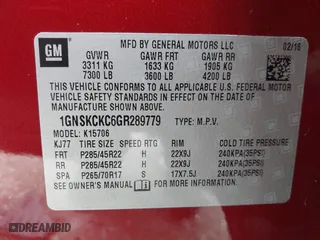 GM
MFD BY GENERAL MOTORS LLC
02/16
GVWR GAWR FRT GAWR RR
3311 KG 1633 KG 1905 KG
7300 LB 3600 LB 4200 LB
THIS VEHICLE CONFORMS TO ALL APPLICABLE U.S. FEDERAL MOTOR
VEHICLE SAFETY STANDARDS IN EFFECT ON THE DATE OF
MANUFACTURE SHOWN ABOVE.
1GNSKCKC6GR289779 TYPE: M.P.V.
MODEL: K15706
KJ77 TIRE SIZE SPEED RTG RIM COLD TIRE PRESSURE
FRT P285/45R22 H 22X9J 240KPA(35PSI)
RR P285/45R22 H 22X9J 240KPA(35PSI)
SPA P265/70R17 S 17X7.5J 240KPA(35PSI)
DREAMBID